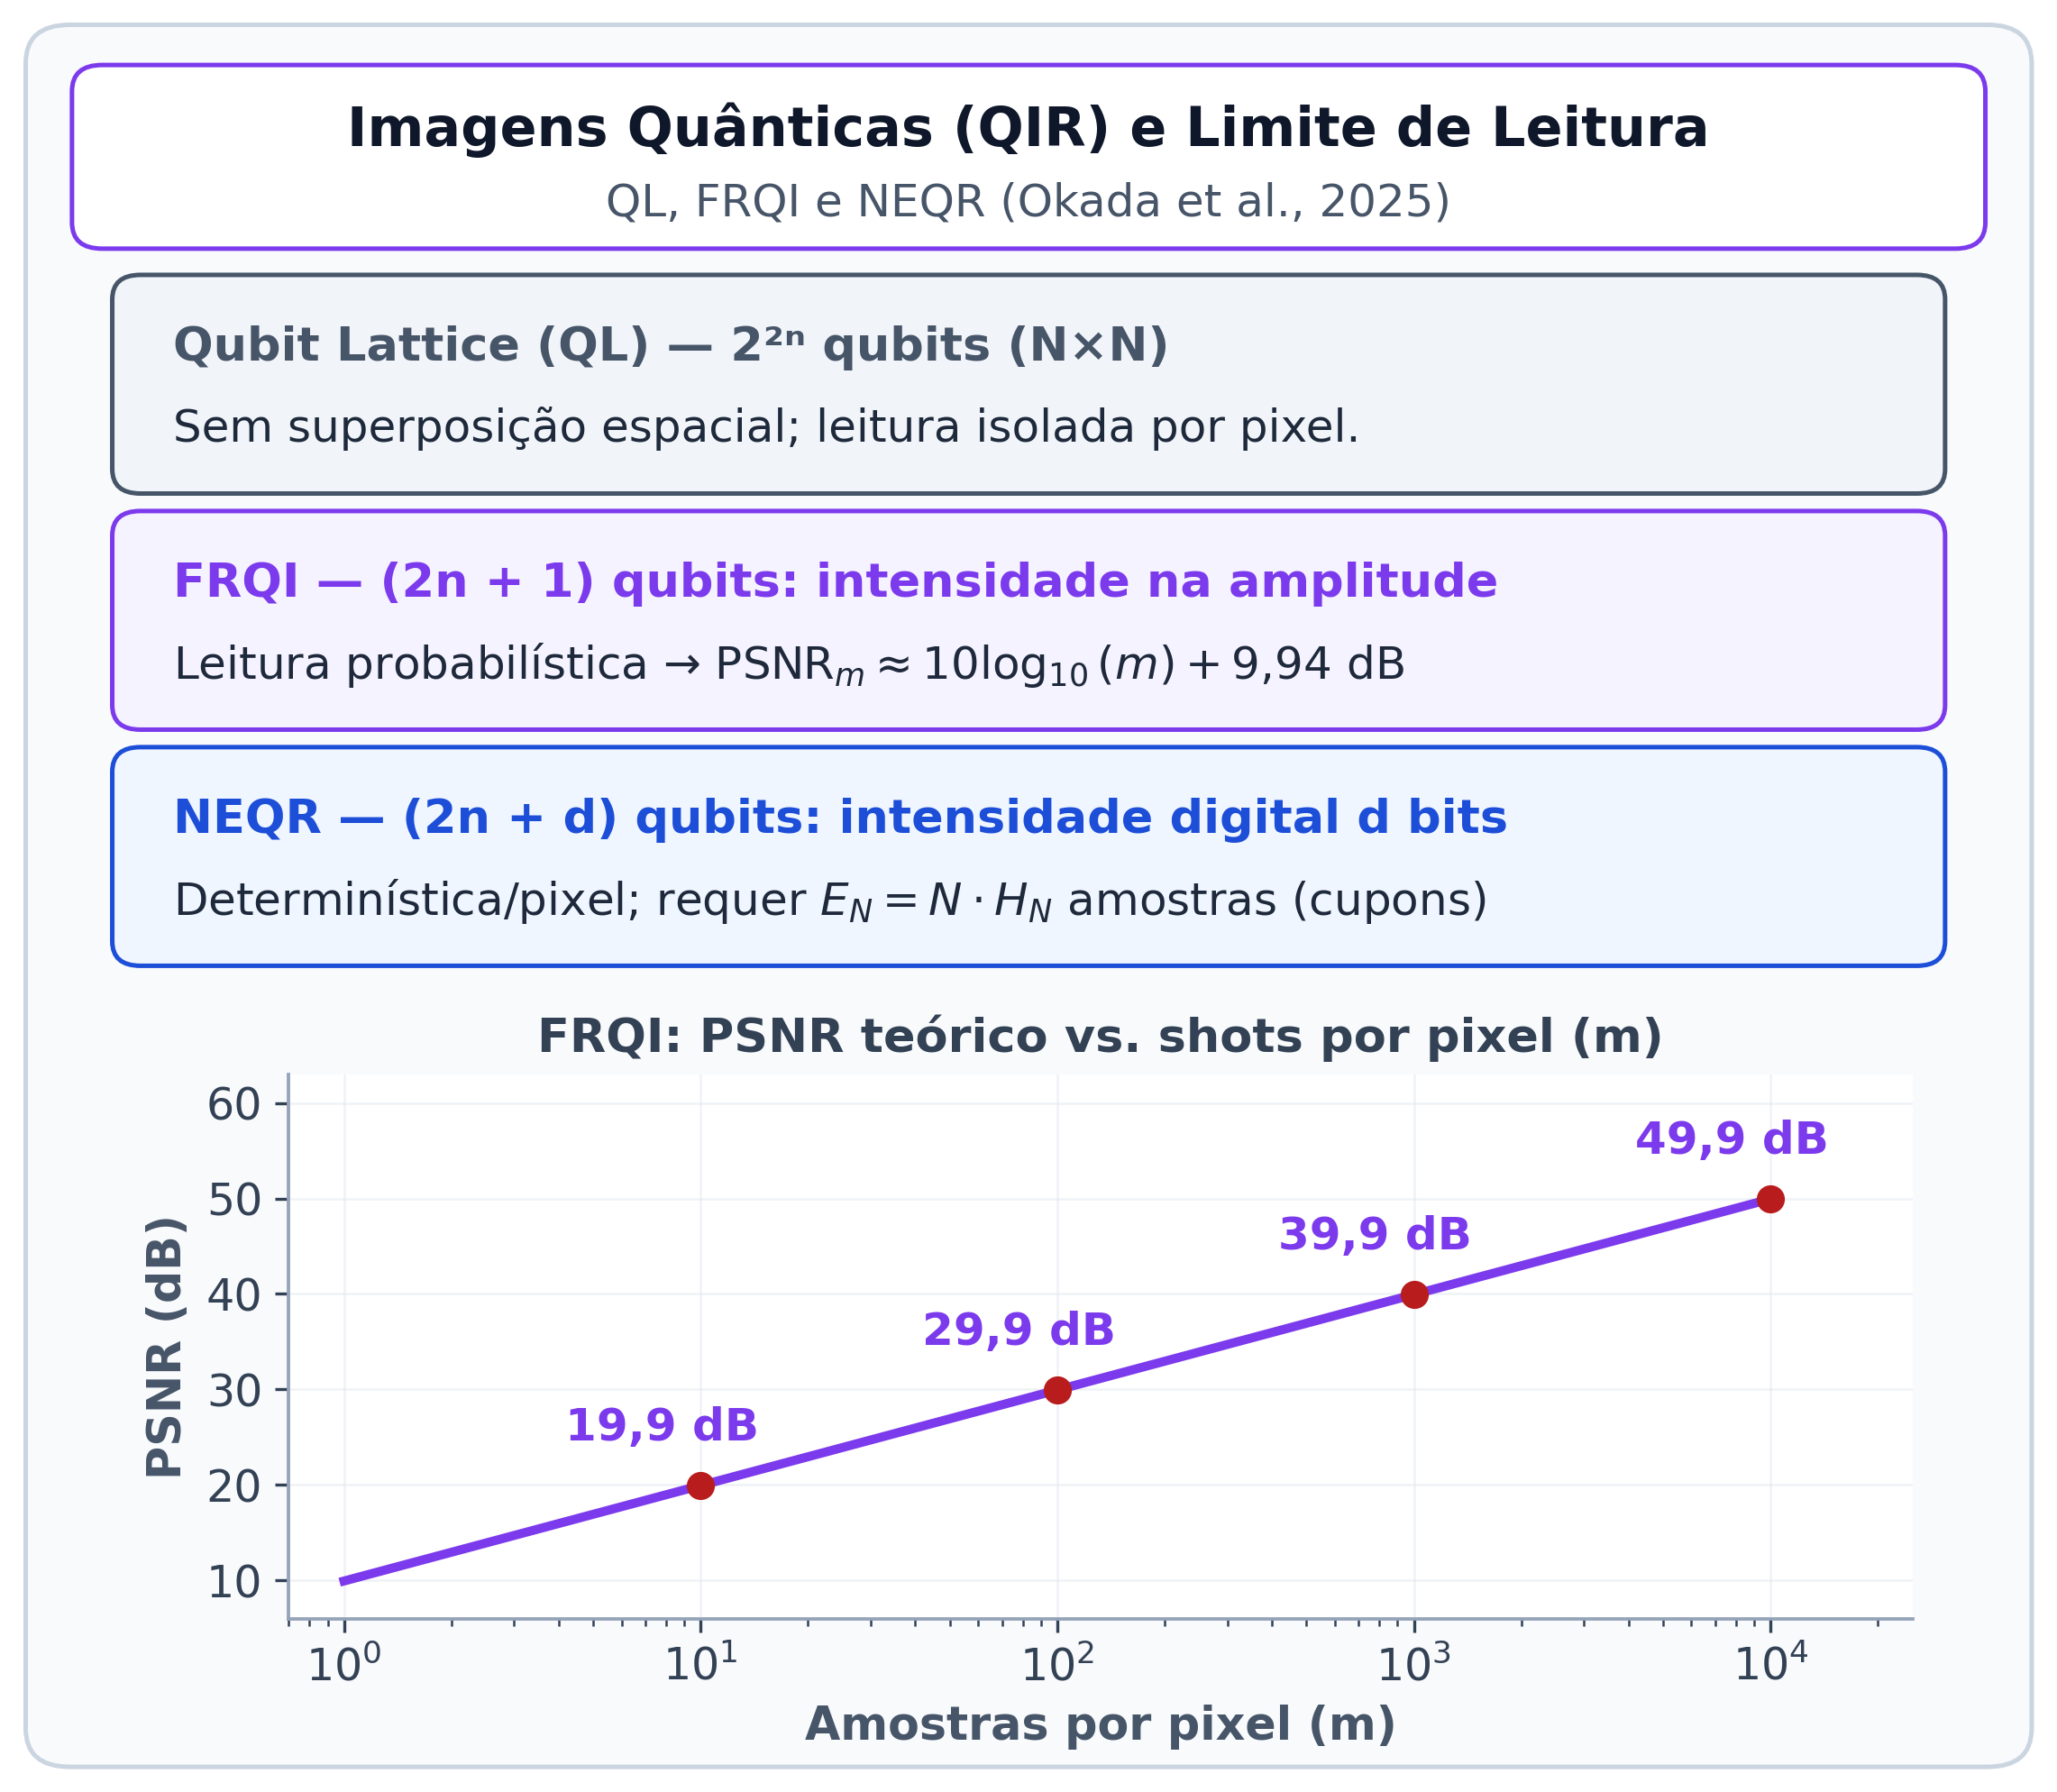 Imagens Quânticas (QIR) e Limite de Leitura
QL, FRQI e NEQR (Okada et al., 2025)
Qubit Lattice (QL) — 2²ⁿ qubits (N×N)
Sem superposição espacial; leitura isolada por pixel.
FRQI — (2n + 1) qubits: intensidade na amplitude
Leitura probabilística → PSNRₘ ≈ 10log₁₀(m) + 9,94 dB
NEQR — (2n + d) qubits: intensidade digital d bits
Determinística/pixel; requer E_N = N · H_N amostras (cupons)
FRQI: PSNR teórico vs. shots por pixel (m)
60
50
40
30
20
10
PSNR (dB)
49,9 dB
39,9 dB
29,9 dB
19,9 dB
10⁰ 10¹ 10² 10³ 10⁴
Amostras por pixel (m)